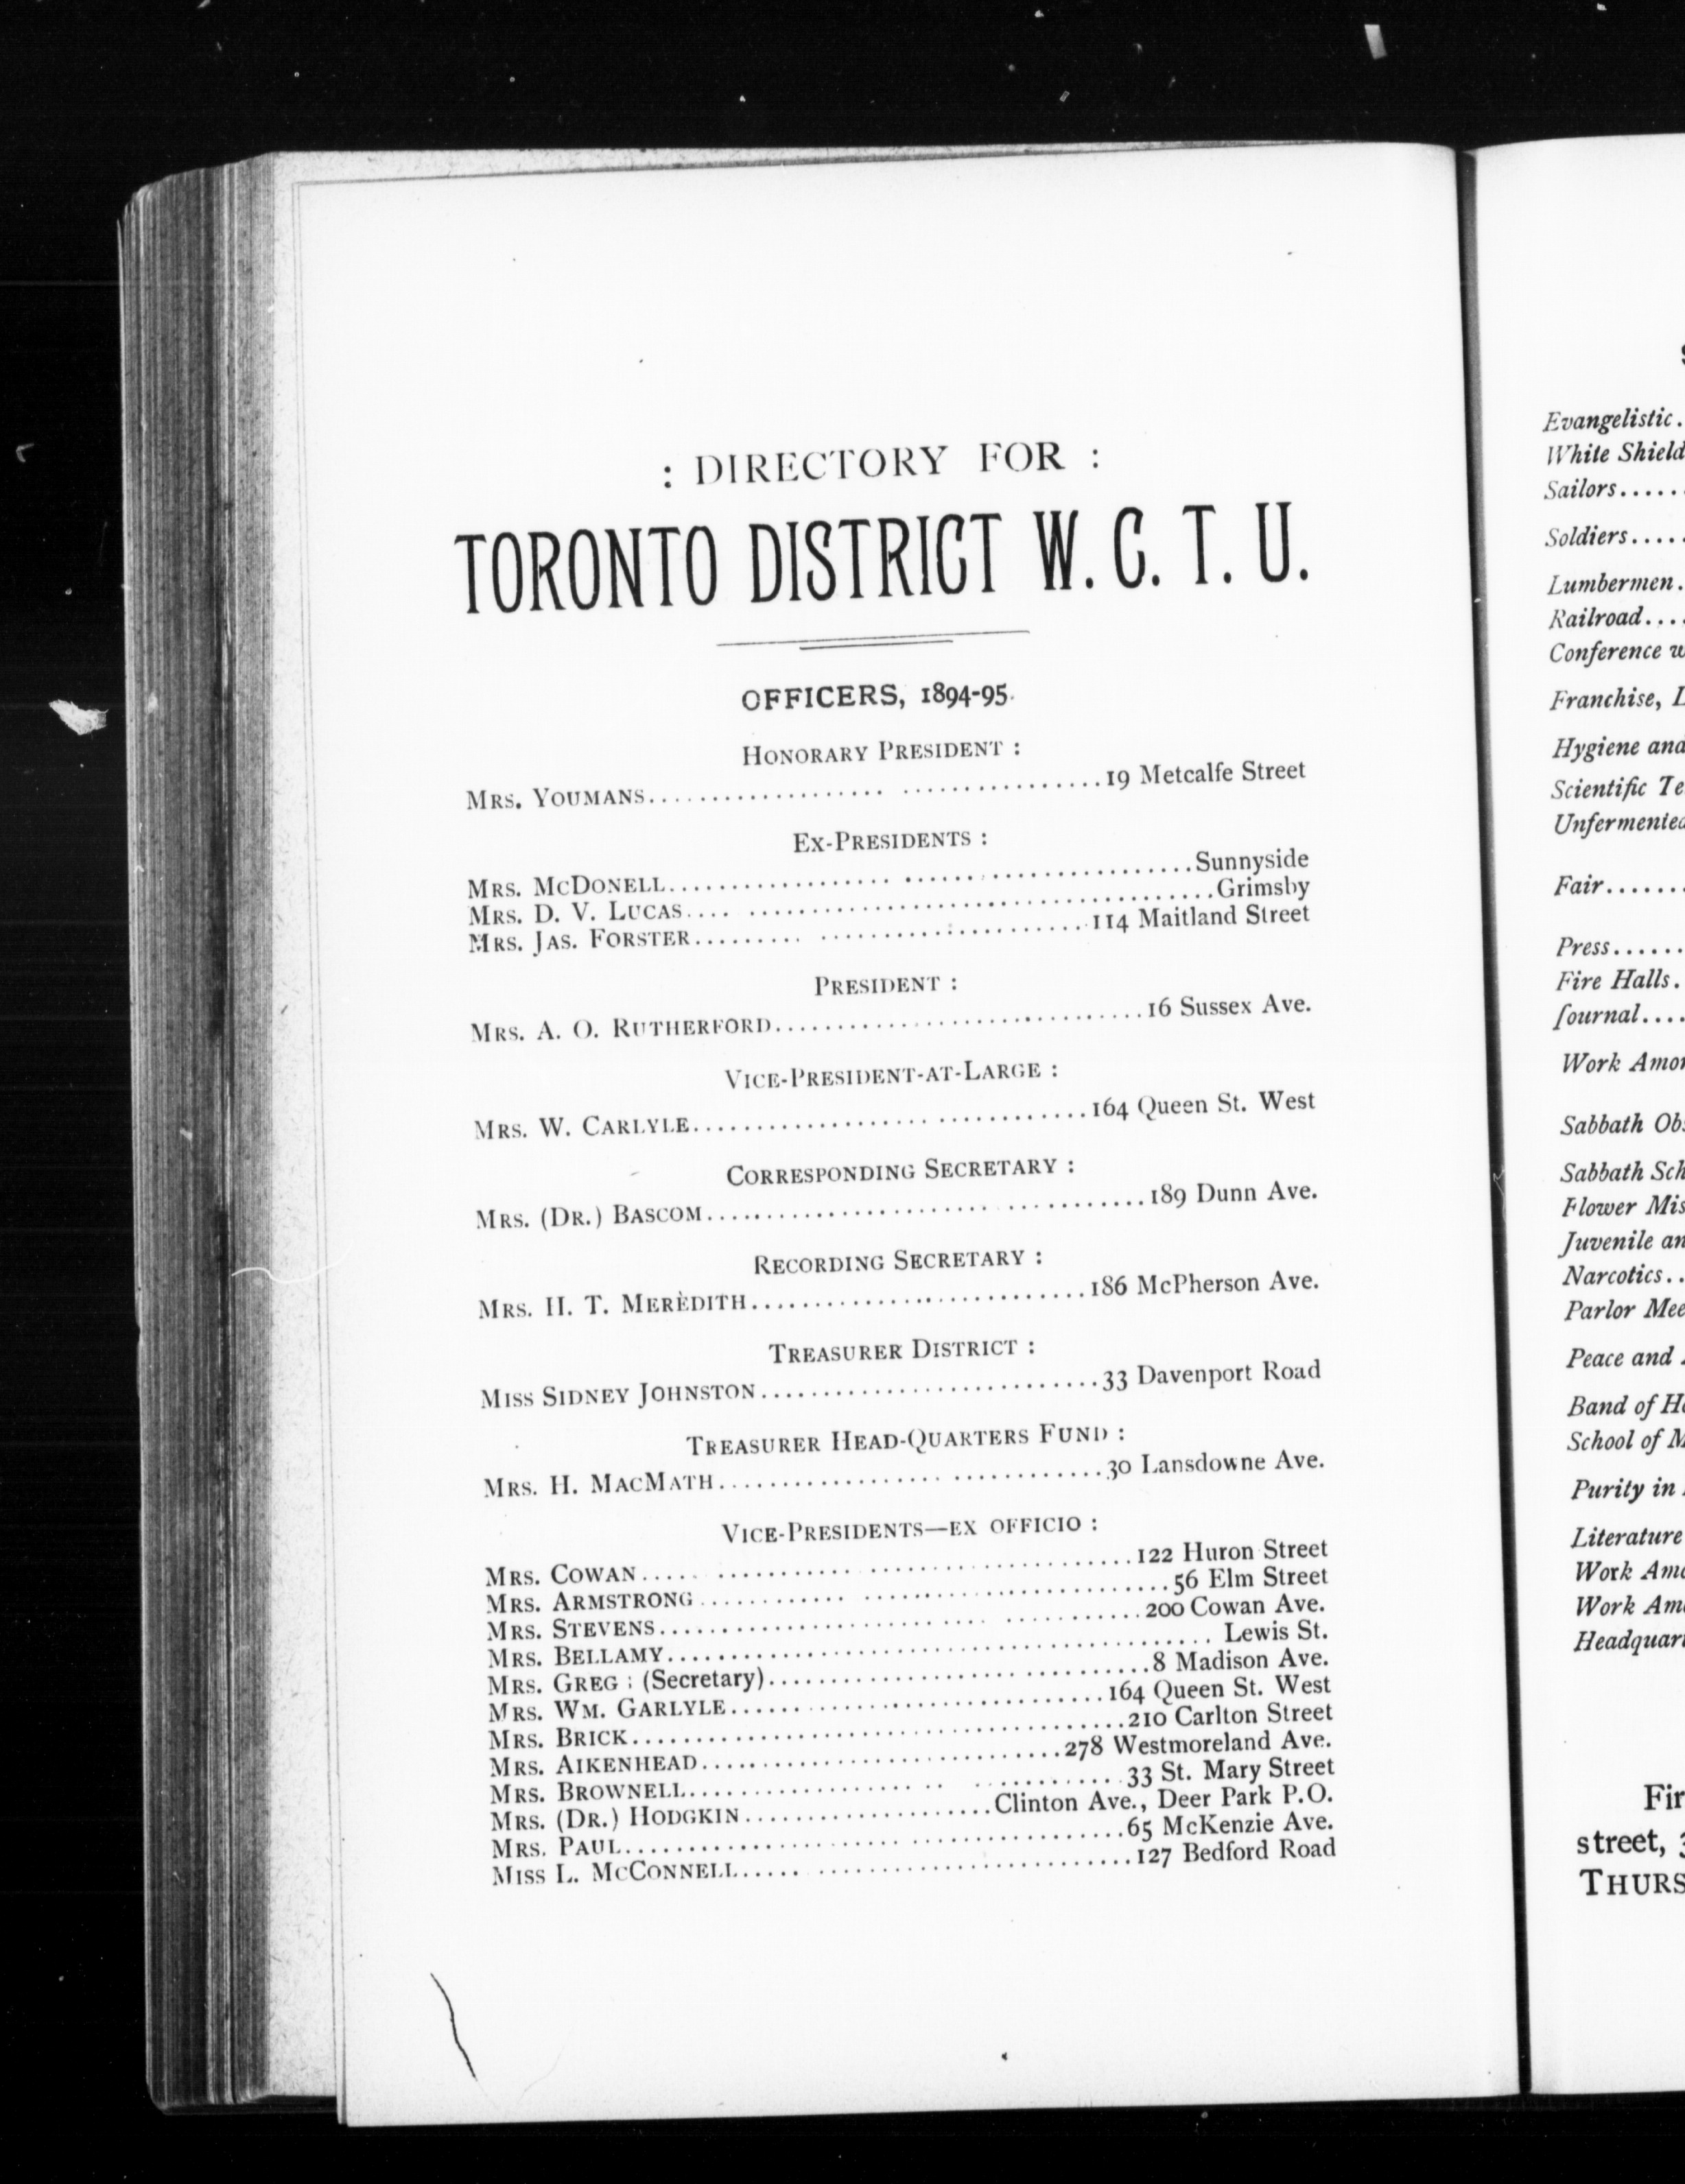 : DIRECTORY FOR :
TORONTO DISTRICT W. C. T. U.
OFFICERS, 1894-95.
HONORARY PRESIDENT :
MRS. YOUMANS.................................19 Metcalfe Street
EX-PRESIDENTS :
MRS. MCDONELL.................................Sunnyside
MRS. D. V. LUCAS.................................Grimsby
MRS. JAS. FORSTER.................................114 Maitland Street
PRESIDENT :
MRS. A. O. RUTHERFORD.................................16 Sussex Ave.
VICE-PRESIDENT-AT-LARGE :
MRS. W. CARLYLE.................................164 Queen St. West
CORRESPONDING SECRETARY :
MRS. (DR.) BASCOM.................................189 Dunn Ave.
RECORDING SECRETARY :
MRS. H. T. MERÈDITH.................................186 McPherson Ave.
TREASURER DISTRICT :
MISS SIDNEY JOHNSTON.................................33 Davenport Road
TREASURER HEAD-QUARTERS FUND :
MRS. H. MACMATH.................................30 Lansdowne Ave.
VICE-PRESIDENTS—EX OFFICIO :
MRS. COWAN.................................122 Huron Street
MRS. ARMSTRONG.................................56 Elm Street
MRS. STEVENS.................................200 Cowan Ave.
MRS. BELLAMY.................................Lewis St.
MRS. GREG : (Secretary).................................8 Madison Ave.
MRS. WM. GARLYLE.................................164 Queen St. West
MRS. BRICK.................................210 Carlton Street
MRS. AIKENHEAD.................................278 Westmoreland Ave.
MRS. BROWNELL.................................33 St. Mary Street
MRS. (DR.) HODGKIN....................Clinton Ave., Deer Park P.O.
MRS. PAUL.................................65 McKenzie Ave.
MISS L. MCCONNELL.................................127 Bedford Road
Evangelistic.
White Shield
Sailors.....
Soldiers.....
Lumbermen.
Railroad....
Conference w
Franchise, L
Hygiene and
Scientific Te
Unfermented
Fair.......
Press......
Fire Halls.
Journal....
Work Amon
Sabbath Obs
Sabbath Sch
Flower Mis
Juvenile an
Narcotics..
Parlor Mee
Peace and
Band of Ho
School of M
Purity in
Literature
Work Amo
Work Am
Headquart
Fir
street, 3
THURS